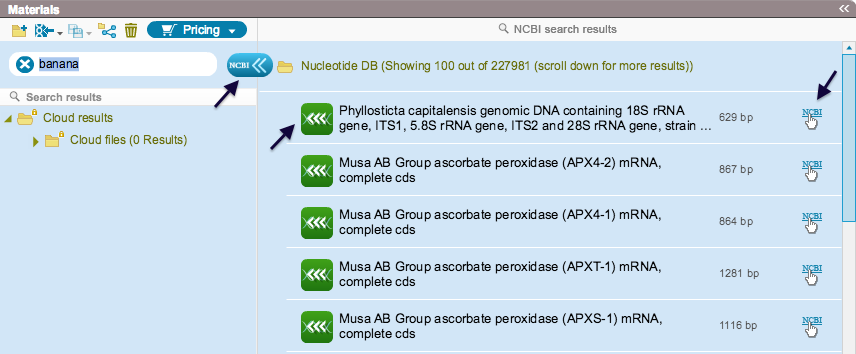 Materials
Pricing
NCBI search results
banana
NCBI
Nucleotide DB (Showing 100 out of 227981 (scroll down for more results))
Search results
Cloud results
Cloud files (0 Results)
Phyllosticta capitalensis genomic DNA containing 18S rRNA
gene, ITS1, 5.8S rRNA gene, ITS2 and 28S rRNA gene, strain ...
629 bp
NCBI
Musa AB Group ascorbate peroxidase (APX4-2) mRNA,
complete cds
867 bp
NCBI
Musa AB Group ascorbate peroxidase (APX4-1) mRNA,
complete cds
864 bp
NCBI
Musa AB Group ascorbate peroxidase (APXT-1) mRNA,
complete cds
1281 bp
NCBI
Musa AB Group ascorbate peroxidase (APXS-1) mRNA,
complete cds
1116 bp
NCBI